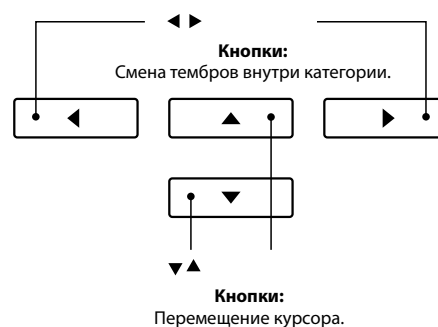 ◀ ▶
Кнопки:
Смена тембров внутри категории.
◀
▲
▶
▼
▼▲
Кнопки:
Перемещение курсора.